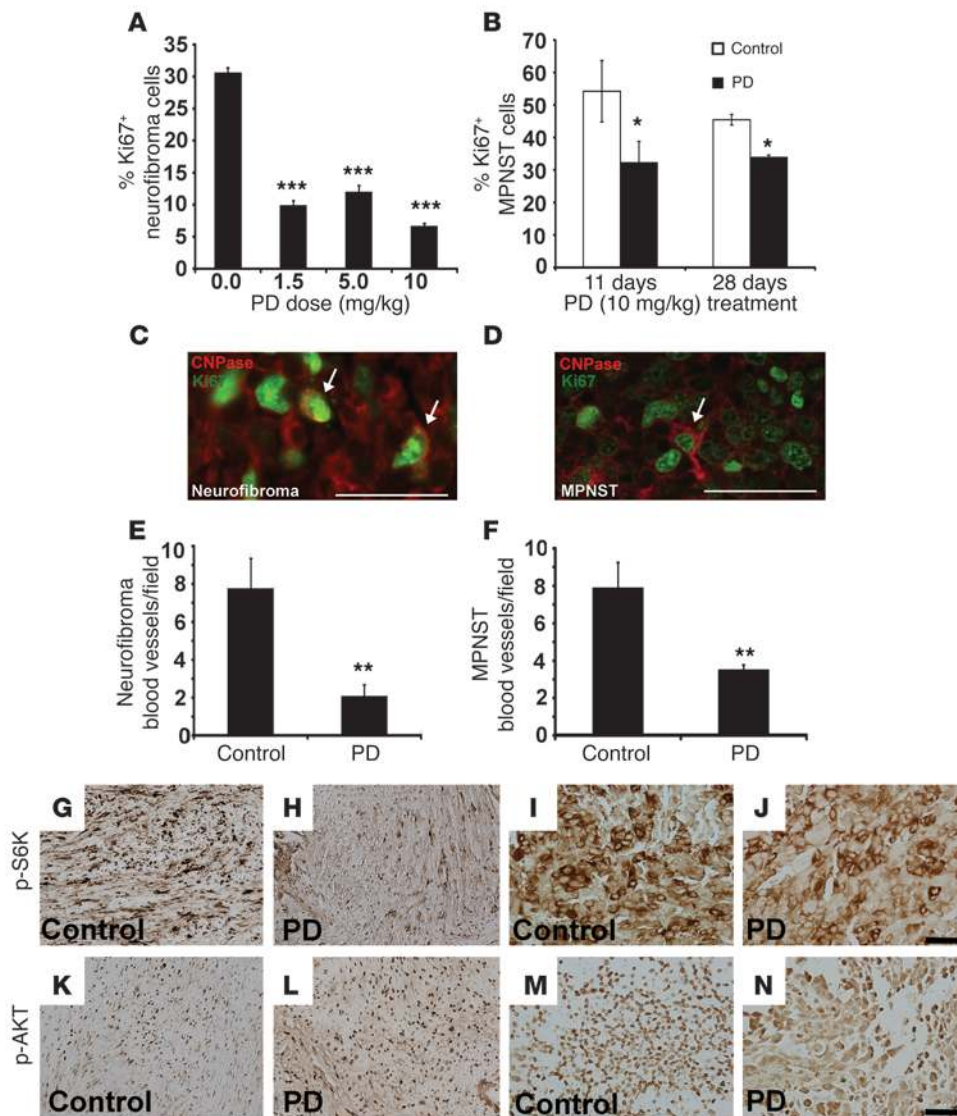 A
% Ki67+
neurofibroma cells
35
30
25
20
15
10
5
0
***
***
***
0.0 1.5 5.0 10
PD dose (mg/kg)
B
% Ki67+
MPNST cells
70
60
50
40
30
20
10
0
Control
PD
*
*
11 days 28 days
PD (10 mg/kg) treatment
C
CNPase
Ki67
Neurofibroma
D
CNPase
Ki67
MPNST
E
Neurofibroma
blood vessels/field
10
8
6
4
2
0
**
Control PD
F
MPNST
blood vessels/field
10
8
6
4
2
0
**
Control PD
p-S6K
G
Control
H
PD
I
Control
J
PD
p-AKT
K
Control
L
PD
M
Control
N
PD